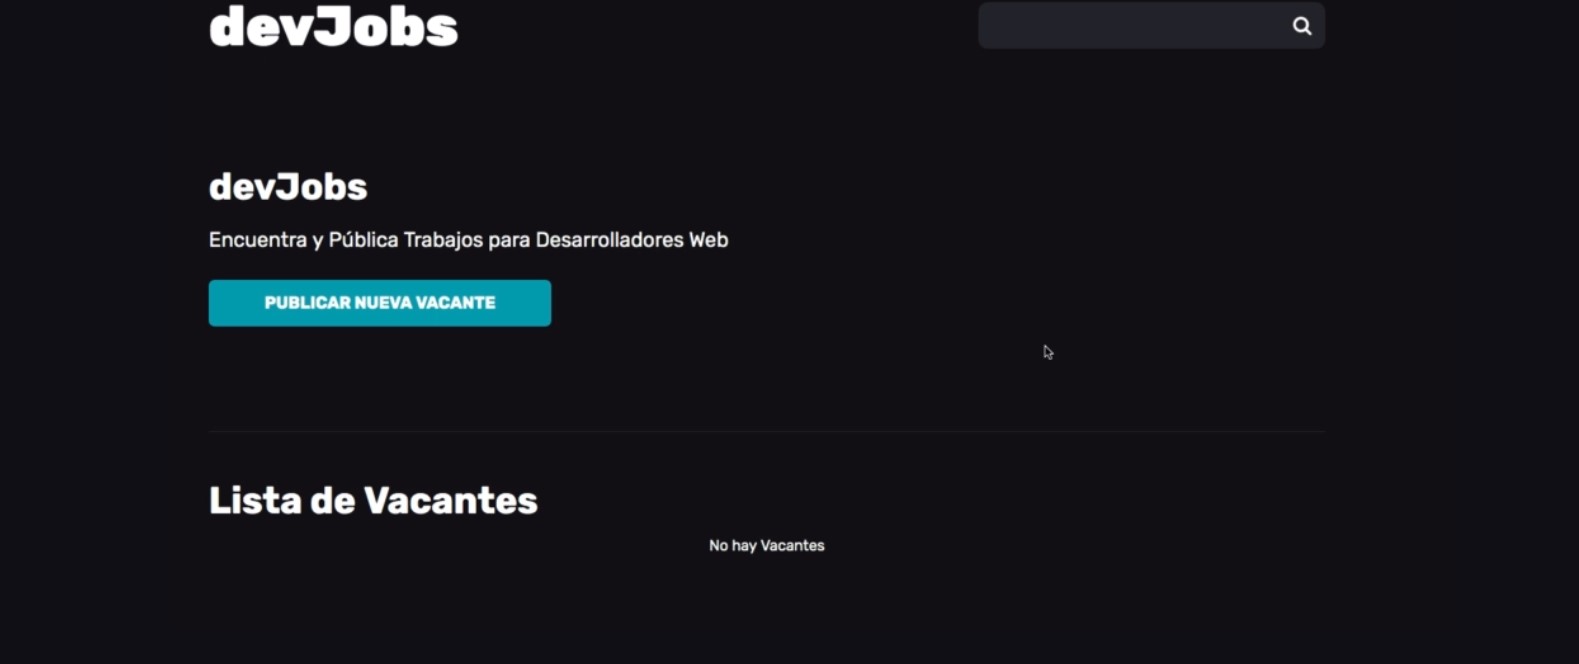 devJobs
devJobs
Encuentra y Pública Trabajos para Desarrolladores Web
PUBLICAR NUEVA VACANTE
Lista de Vacantes
No hay Vacantes